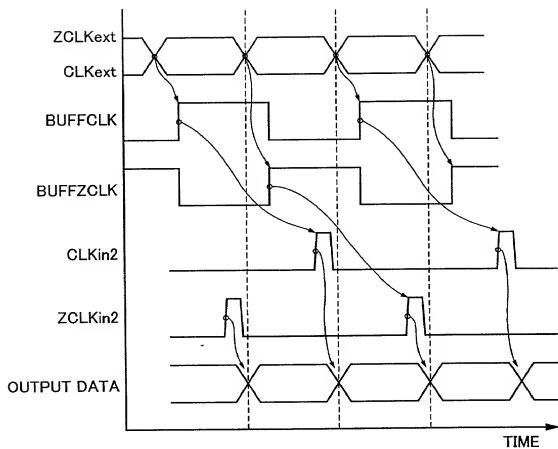 ZCLKext
CLKext
BUFFCLK
BUFFZCLK
CLKin2
ZCLKin2
OUTPUT DATA
TIME